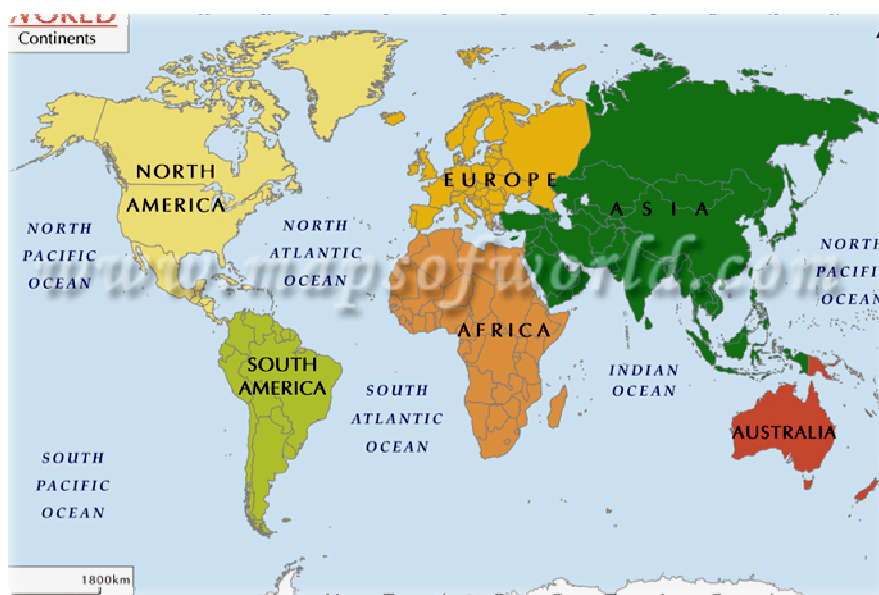 WORLD
Continents
NORTH
AMERICA
EUROPE
ASIA
NORTH
PACIFIC
OCEAN
NORTH
ATLANTIC
OCEAN
NORTH
PACIFI
OCEAN
www.mapsofworld.com
AFRICA
SOUTH
AMERICA
SOUTH
ATLANTIC
OCEAN
INDIAN
OCEAN
AUSTRALIA
SOUTH
PACIFIC
OCEAN
1800km